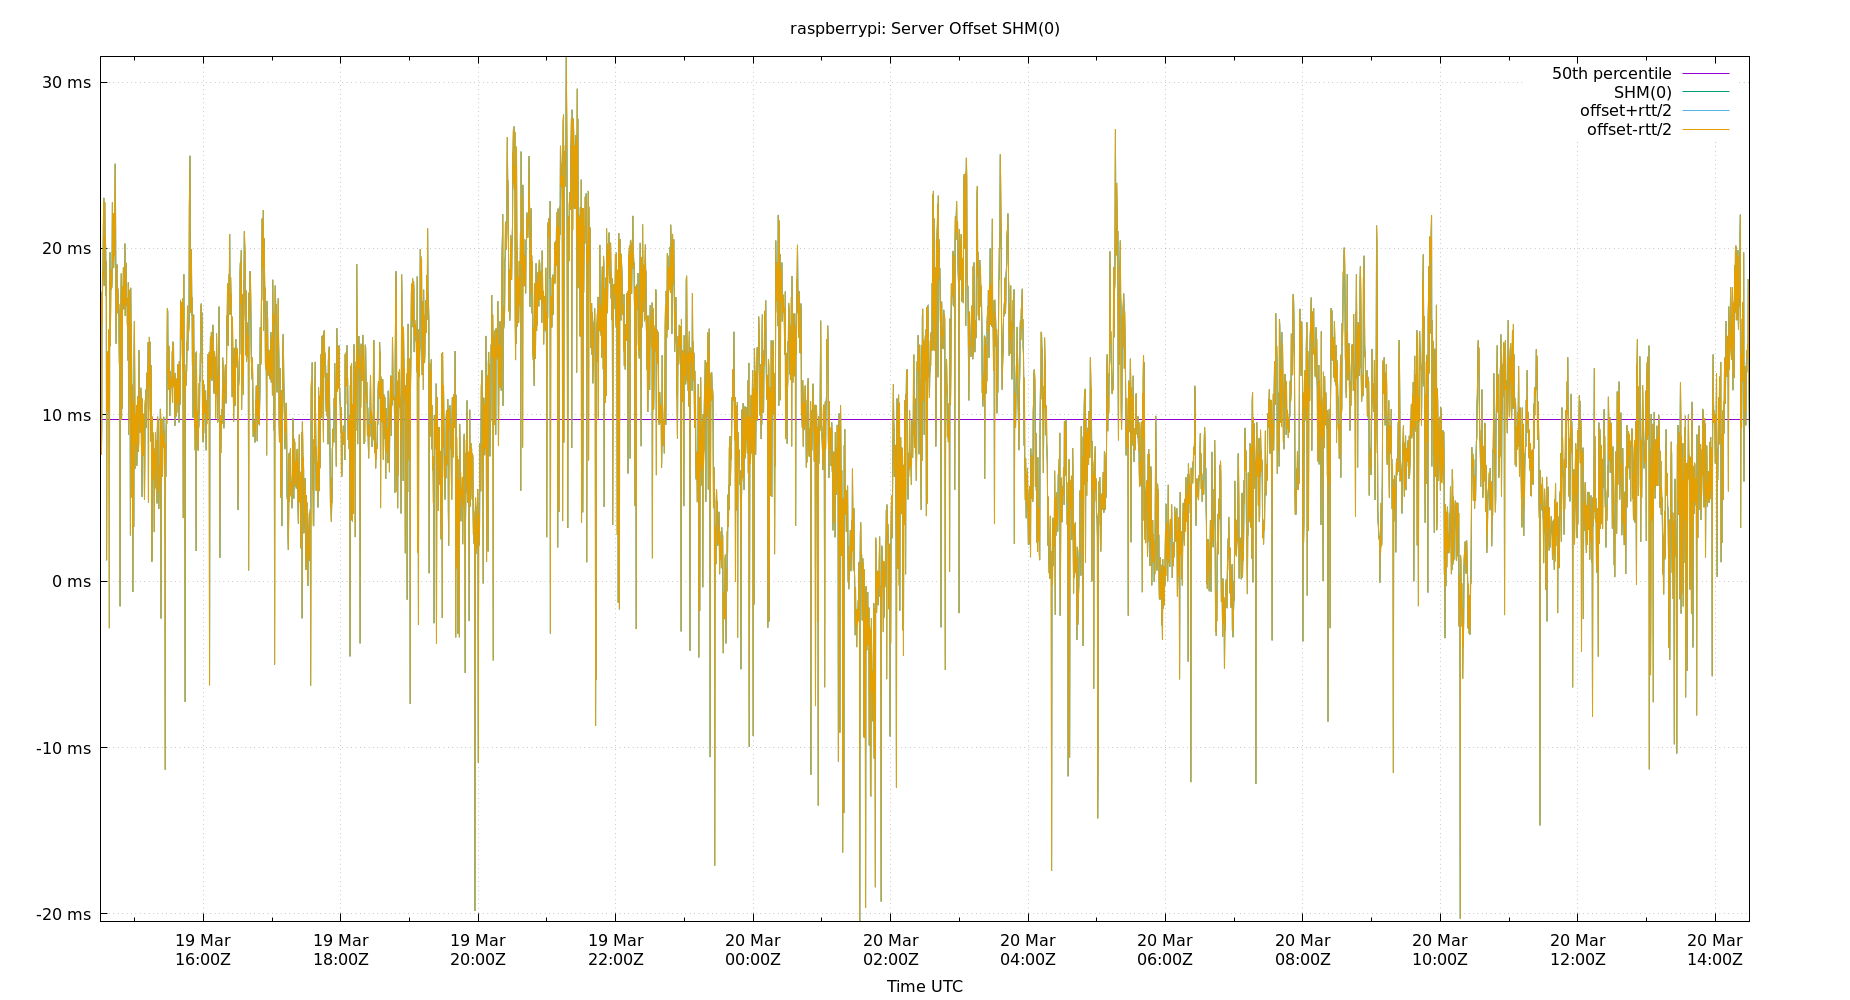 raspberrypi: Server Offset SHM(0)
50th percentile
SHM(0)
offset+rtt/2
offset-rtt/2
30 ms
20 ms
10 ms
0 ms
-10 ms
-20 ms
19 Mar 19 Mar 19 Mar 19 Mar 20 Mar 20 Mar 20 Mar 20 Mar 20 Mar 20 Mar 20 Mar 20 Mar
16:00Z 18:00Z 20:00Z 22:00Z 00:00Z 02:00Z 04:00Z 06:00Z 08:00Z 10:00Z 12:00Z 14:00Z
Time UTC